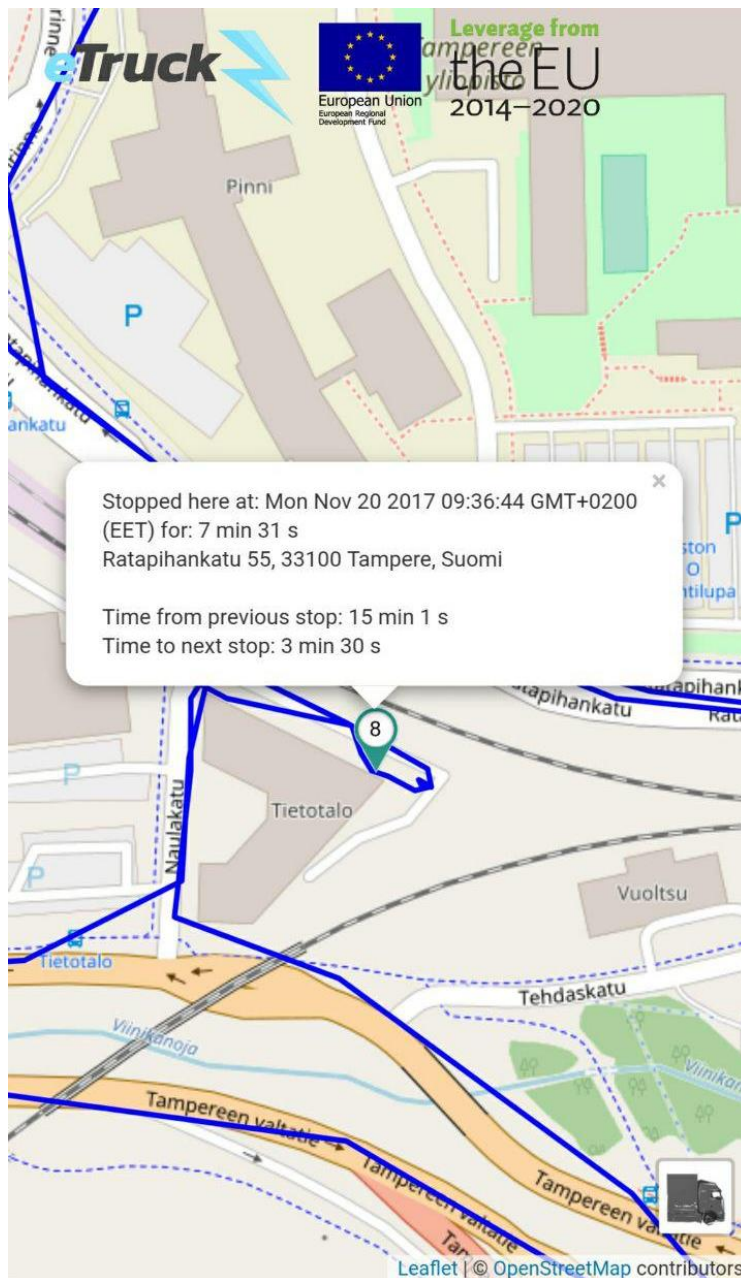 eTruck
European Union
European Regional
Development Fund
Leverage from
the EU
2014–2020
Tampereen
yliopisto
rinne
Pinni
P
Stopped here at: Mon Nov 20 2017 09:36:44 GMT+0200
(EET) for: 7 min 31 s
Ratapihankatu 55, 33100 Tampere, Suomi
Time from previous stop: 15 min 1 s
Time to next stop: 3 min 30 s
×
P
O
8
Ratapihankatu
P
Tietotalo
Naulakatu
P
Vuoltsu
Tietotalo
Tehdaskatu
Viinikanoja
Tampereen valtatie
Tampereen valtatie
Tampereen valtatie
Leaflet | © OpenStreetMap contributors